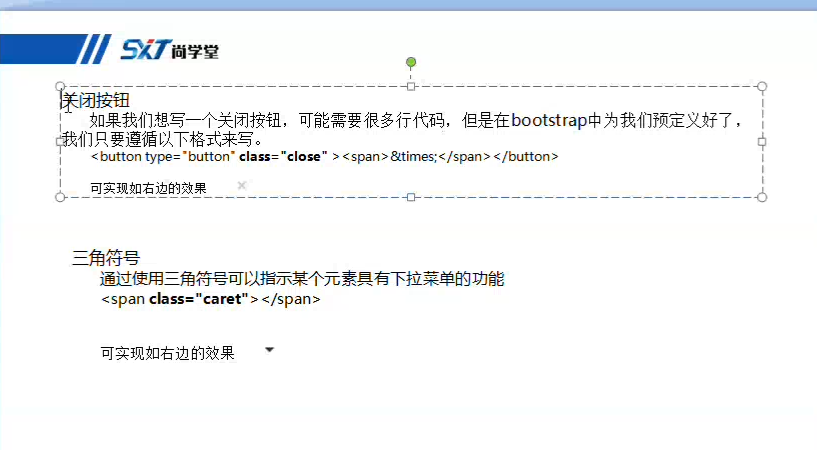 SXT尚学堂
关闭按钮
如果我们想写一个关闭按钮，可能需要很多行代码，但是在bootstrap中为我们预定义好了，
我们只要遵循以下格式来写。
<button type="button" class="close" ><span>&times;</span></button>
可实现如右边的效果 ×
三角符号
通过使用三角符号可以指示某个元素具有下拉菜单的功能
<span class="caret"></span>
可实现如右边的效果